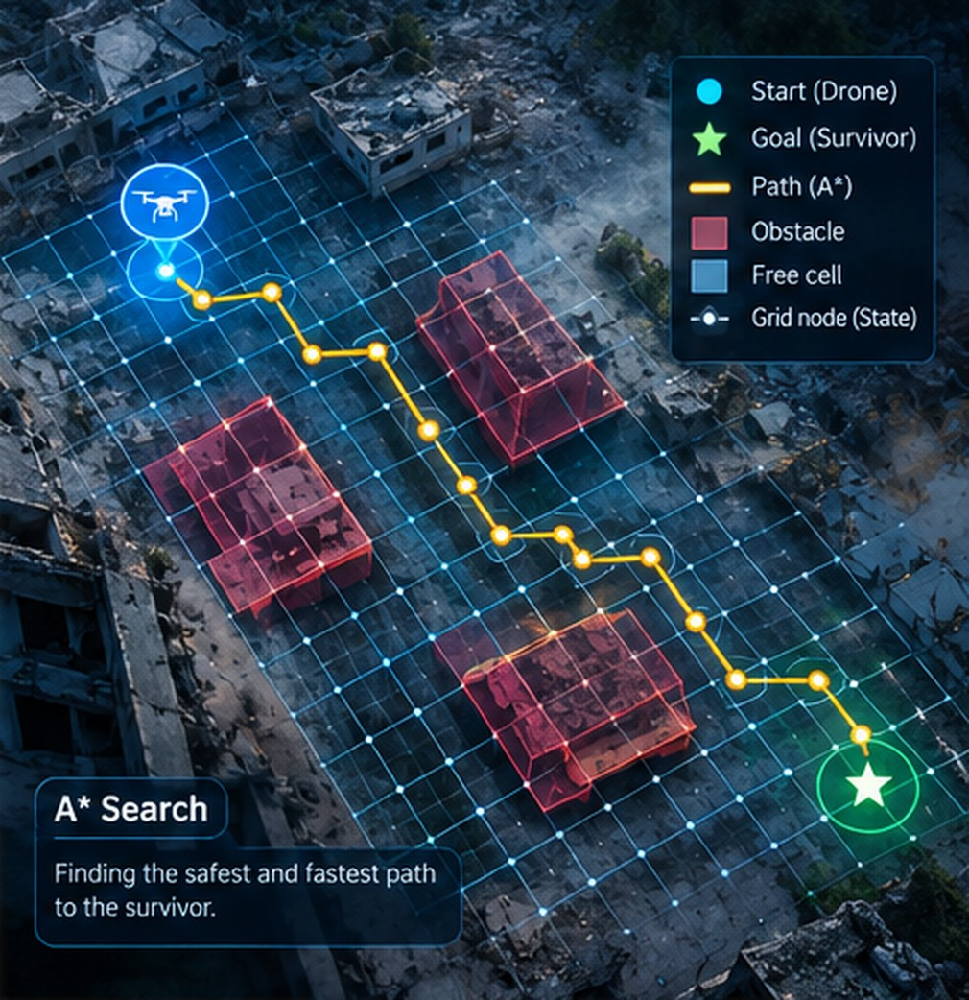 Start (Drone)
Goal (Survivor)
Path (A*)
Obstacle
Free cell
Grid node (State)
A* Search
Finding the safest and fastest path
to the survivor.